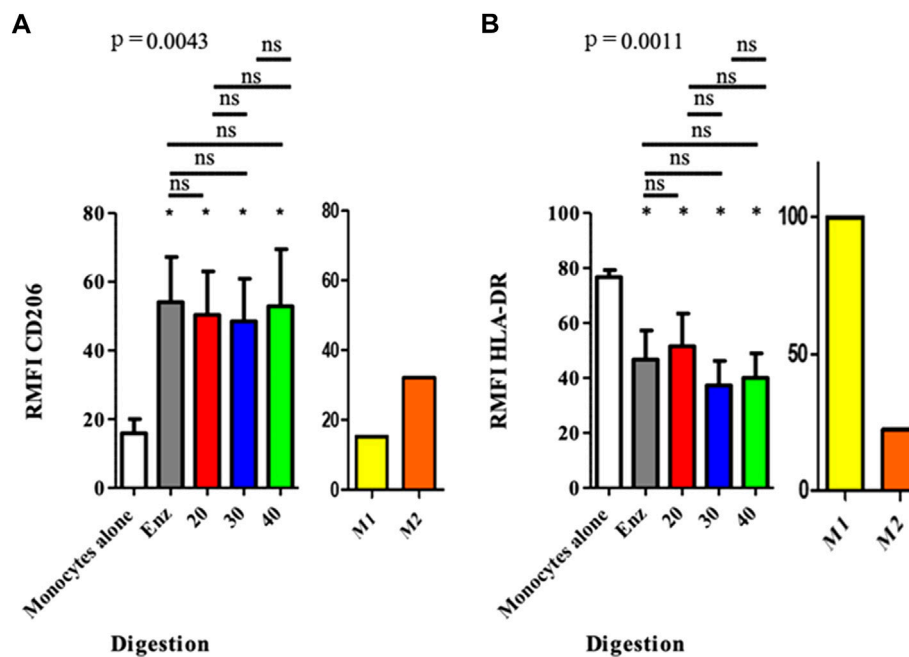 A
p = 0.0043
ns
ns
ns
ns
ns
ns
* * * *
RMFI CD206
80
60
40
20
0
Monocytes alone
Enz
20
30
40
Digestion
80
60
40
20
0
M1
M2
B
p = 0.0011
ns
ns
ns
ns
ns
ns
* * * *
RMFI HLA-DR
100
80
60
40
20
0
Monocytes alone
Enz
20
30
40
Digestion
100
50
0
M1
M2